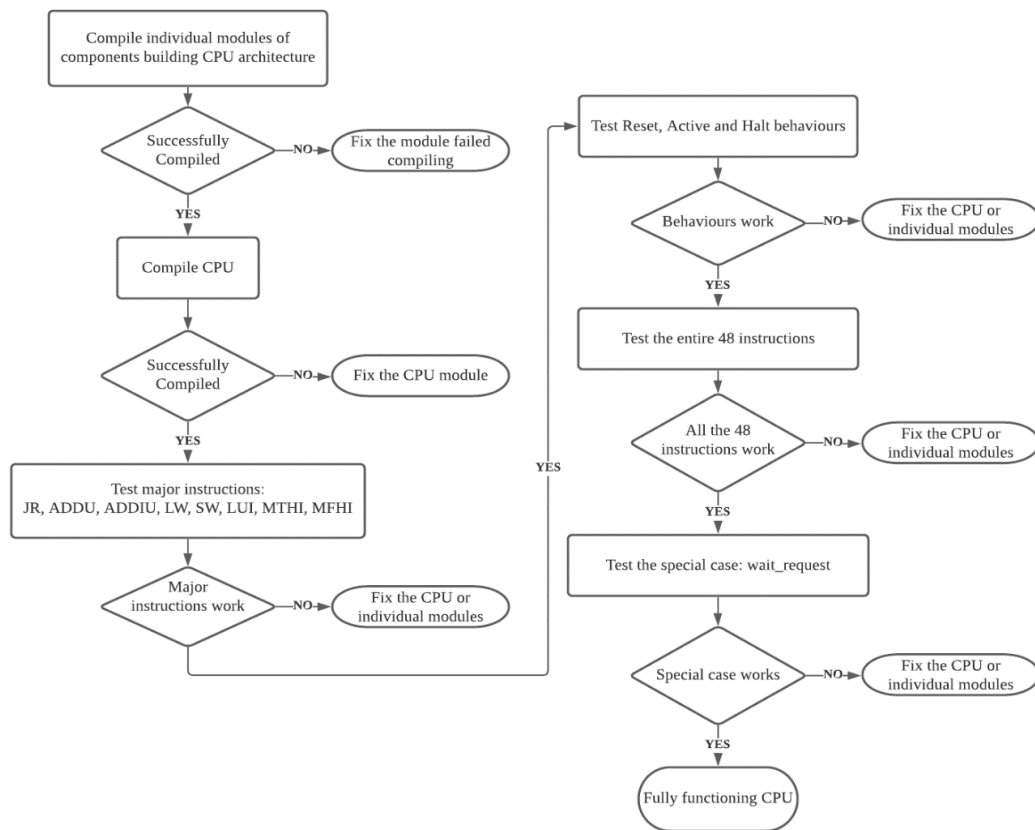 Compile individual modules of
components building CPU architecture
Successfully
Compiled
NO
Fix the module failed
compiling
YES
Compile CPU
Successfully
Compiled
NO
Fix the CPU module
YES
Test major instructions:
JR, ADDU, ADDIU, LW, SW, LUI, MTHI, MFHI
Major
instructions work
NO
Fix the CPU or
individual modules
YES
Test Reset, Active and Halt behaviours
Behaviours work
NO
Fix the CPU or
individual modules
YES
Test the entire 48 instructions
All the 48
instructions work
NO
Fix the CPU or
individual modules
YES
Test the special case: wait_request
Special case works
NO
Fix the CPU or
individual modules
YES
Fully functioning CPU